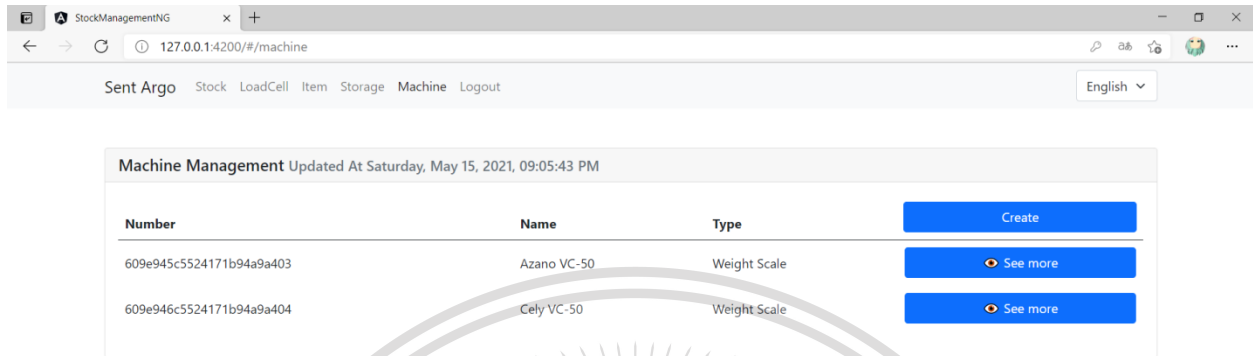 StockManagementNG
127.0.0.1:4200/#/machine
Sent Argo Stock LoadCell Item Storage Machine Logout English
Machine Management Updated At Saturday, May 15, 2021, 09:05:43 PM
Number Name Type Create
609e945c5524171b94a9a403 Azano VC-50 Weight Scale See more
609e946c5524171b94a9a404 Cely VC-50 Weight Scale See more